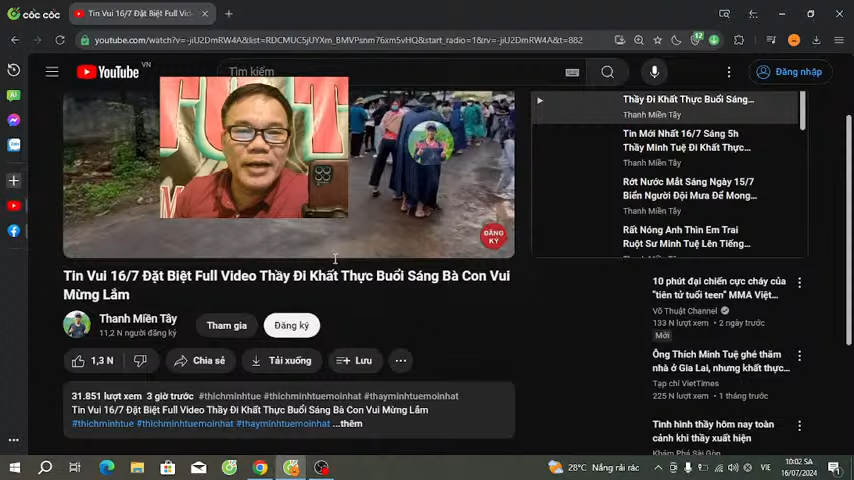 cốc cốc
Tin Vui 16/7 Đặt Biệt Full Vide
youtube.com/watch?v=-jiU2DmRW4A&list=RDCMUC5jUYXm_BMVPsnm76xm5vHQ&start_radio=1&rv=-jiU2DmRW4A&t=882
12
2
YouTube VN
Tìm kiếm
Đăng nhập
AI
ĐĂNG
KÝ
Thầy Đi Khất Thực Buổi Sáng...
Thanh Miền Tây
Tin Mới Nhất 16/7 Sáng 5h
Thầy Minh Tuệ Đi Khất Thực...
Thanh Miền Tây
Rớt Nước Mắt Sáng Ngày 15/7
Biển Người Đội Mưa Để Mong...
Thanh Miền Tây
Rất Nóng Anh Thìn Em Trai
Ruột Sư Minh Tuệ Lên Tiếng...
Tin Vui 16/7 Đặt Biệt Full Video Thầy Đi Khất Thực Buổi Sáng Bà Con Vui
Mừng Lắm
Thanh Miền Tây
11,2 N người đăng ký
Tham gia
Đăng ký
1,3 N
Chia sẻ
Tải xuống
Lưu
31.851 lượt xem 3 giờ trước #thichminhtue #thichminhtuemoinhat #thayminhtuemoinhat
Tin Vui 16/7 Đặt Biệt Full Video Thầy Đi Khất Thực Buổi Sáng Bà Con Vui Mừng Lắm
#thichminhtue #thichminhtuemoinhat #thayminhtuemoinhat ...thêm
10 phút đại chiến cực cháy của
"tiên tử tuổi teen" MMA Việt...
Võ Thuật Channel
133 N lượt xem • 2 ngày trước
Mới
Ông Thích Minh Tuệ ghé thăm
nhà ở Gia Lai, nhưng khất thực...
Tạp chí VietTimes
225 N lượt xem • 1 tháng trước
Tình hình thầy hôm nay toàn
cảnh khi thầy xuất hiện
Khám Phá Sài Gòn
28°C Nắng rải rác
VIE
10:02 SA
16/07/2024